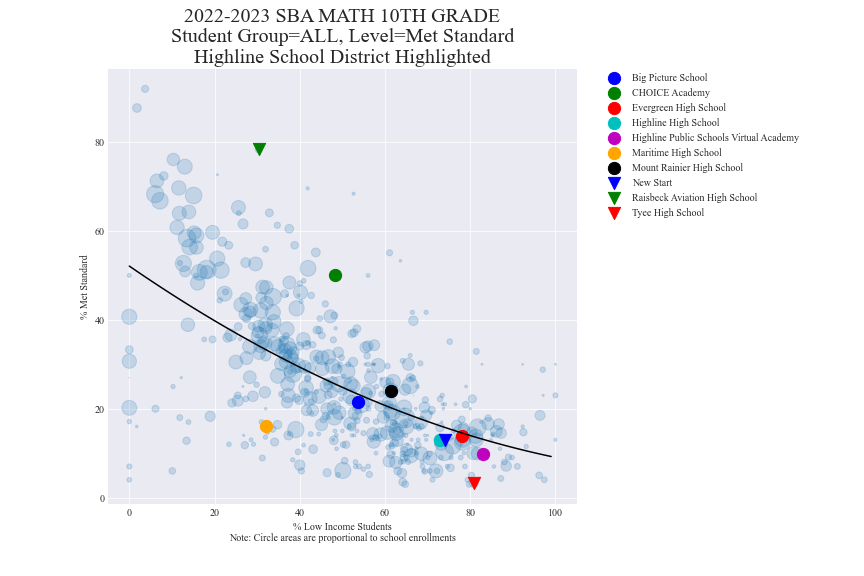 2022-2023 SBA MATH 10TH GRADE
Student Group=ALL, Level=Met Standard
Highline School District Highlighted
Big Picture School
CHOICE Academy
Evergreen High School
Highline High School
Highline Public Schools Virtual Academy
Maritime High School
Mount Rainier High School
New Start
Raisbeck Aviation High School
Tyee High School
% Met Standard
80
60
40
20
0
0 20 40 60 80 100
% Low Income Students
Note: Circle areas are proportional to school enrollments